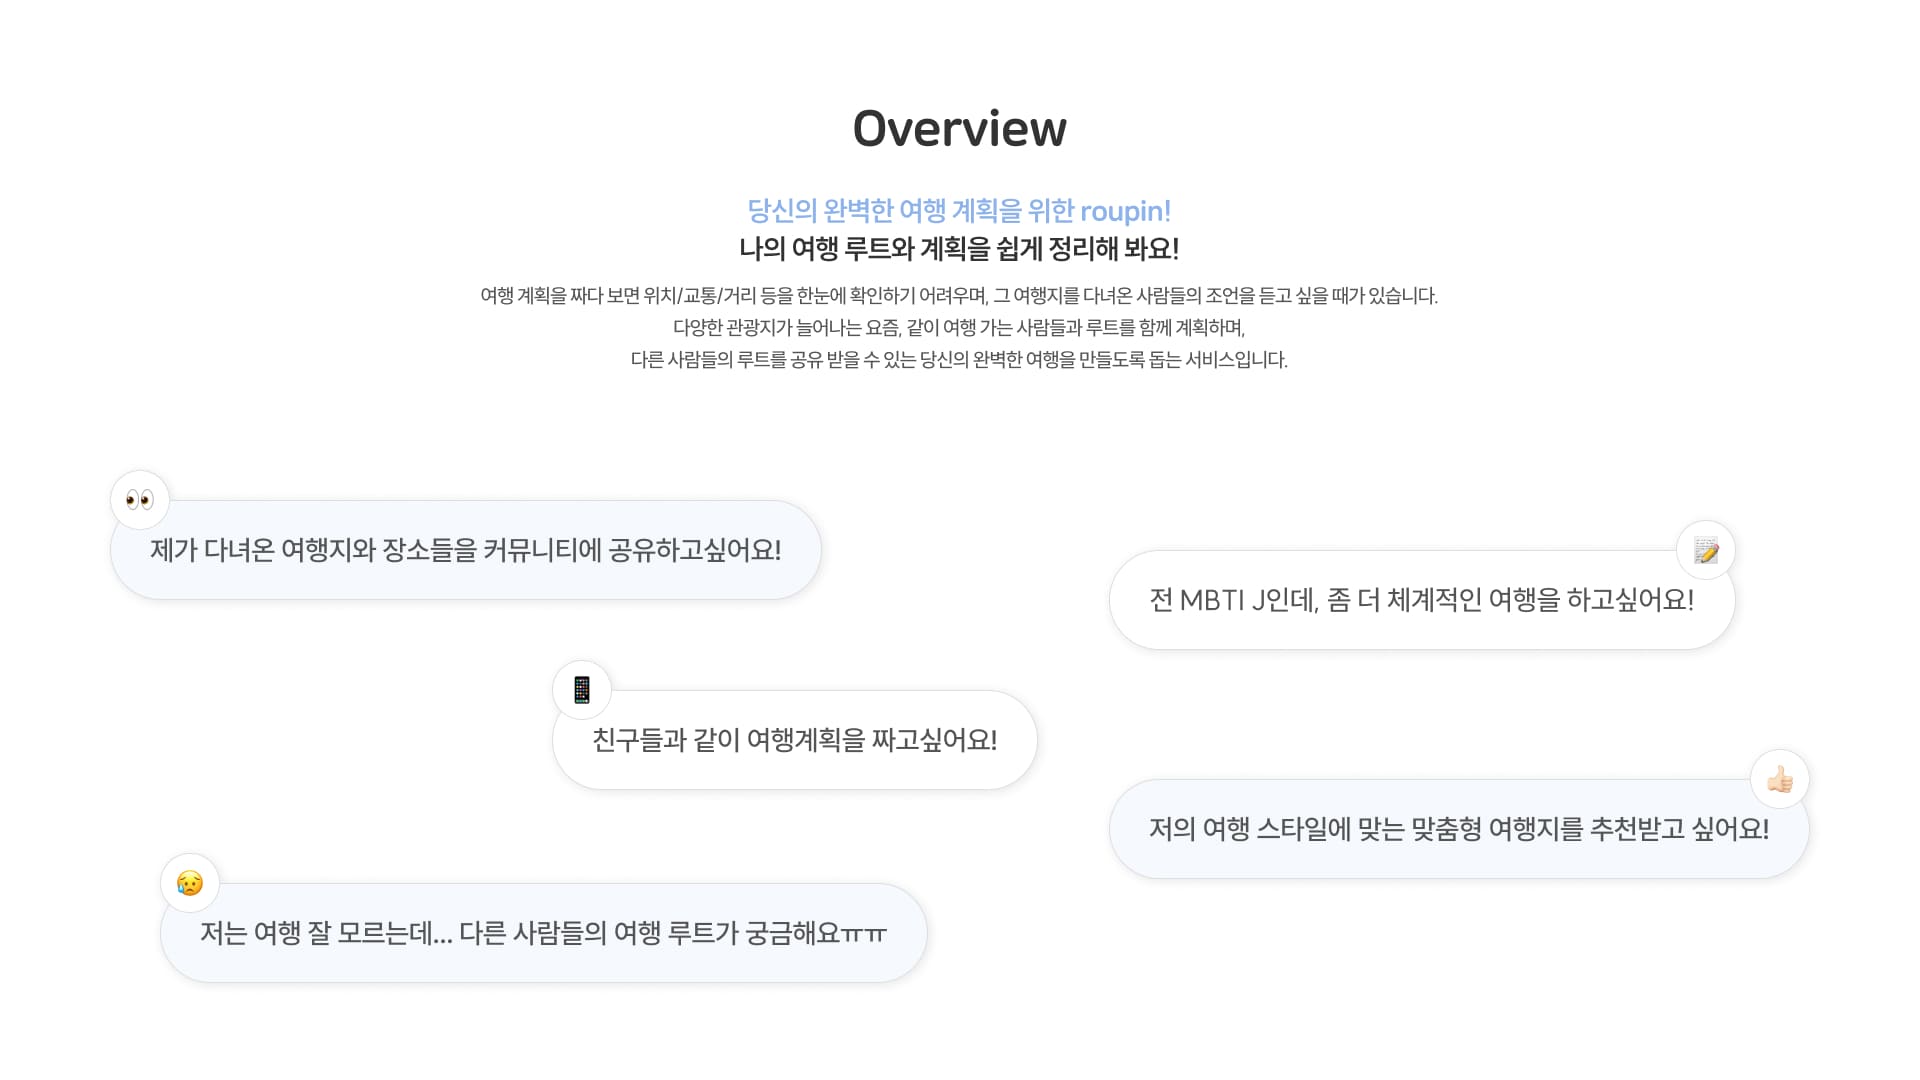 Overview
당신의 완벽한 여행 계획을 위한 roupin!
나의 여행 루트와 계획을 쉽게 정리해 봐요!
여행 계획을 짜다 보면 위치/교통/거리 등을 한눈에 확인하기 어려우며, 그 여행지를 다녀온 사람들의 조언을 듣고 싶을 때가 있습니다.
다양한 관광지가 늘어나는 요즘, 같이 여행 가는 사람들과 루트를 함께 계획하며,
다른 사람들의 루트를 공유 받을 수 있는 당신의 완벽한 여행을 만들도록 돕는 서비스입니다.
제가 다녀온 여행지와 장소들을 커뮤니티에 공유하고싶어요!
전 MBTI J인데, 좀 더 체계적인 여행을 하고싶어요!
친구들과 같이 여행계획을 짜고싶어요!
저의 여행 스타일에 맞는 맞춤형 여행지를 추천받고 싶어요!
저는 여행 잘 모르는데... 다른 사람들의 여행 루트가 궁금해요ㅠㅠ